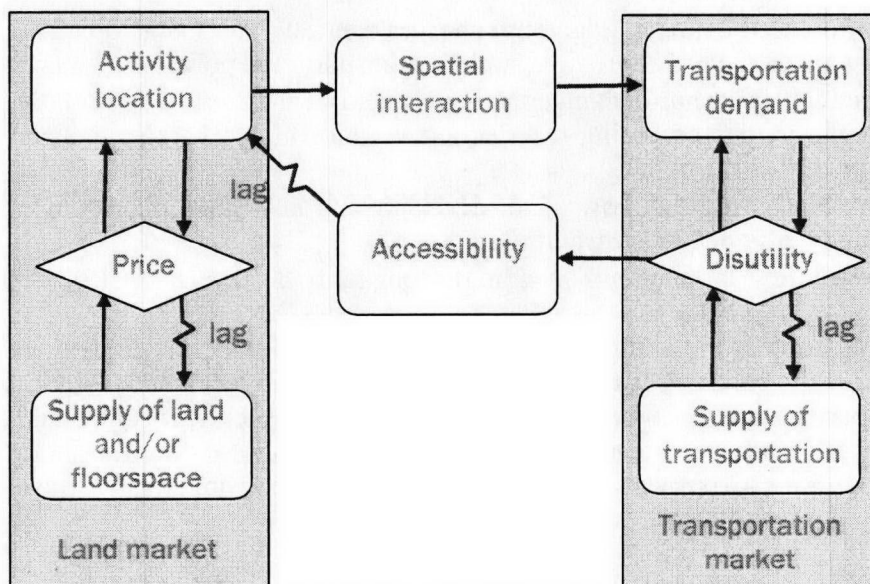 Activity
location
Spatial
interaction
Transportation
demand
lag
Accessibility
Price
Disutility
lag
lag
Supply of land
and/or
floorspace
Supply of
transportation
Land market
Transportation
market